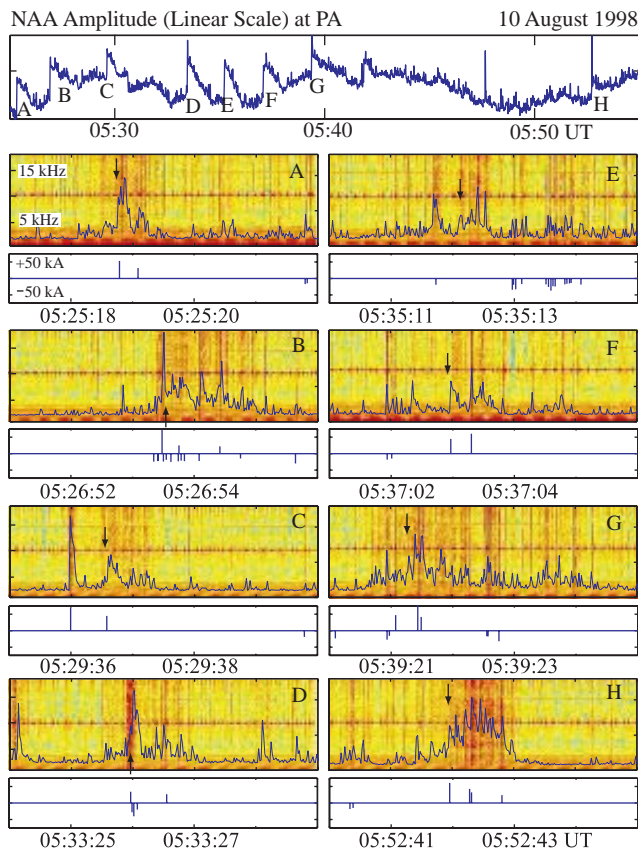 NAA Amplitude (Linear Scale) at PA 10 August 1998
A B C D E F G H
05:30 05:40 05:50 UT
15 kHz A
5 kHz
+50 kA
−50 kA
05:25:18 05:25:20
E
05:35:11 05:35:13
B
05:26:52 05:26:54
F
05:37:02 05:37:04
C
05:29:36 05:29:38
G
05:39:21 05:39:23
D
05:33:25 05:33:27
H
05:52:41 05:52:43 UT